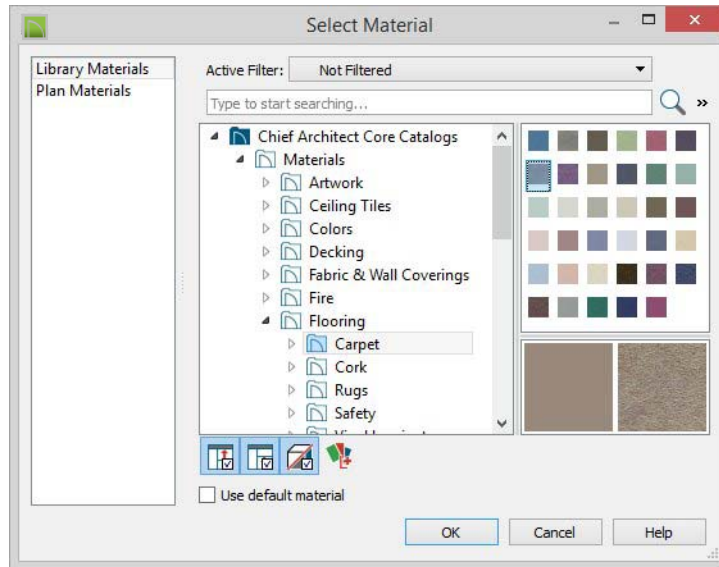 Select Material
Library Materials
Plan Materials
Active Filter: Not Filtered
Type to start searching...
»
Chief Architect Core Catalogs
Materials
Artwork
Ceiling Tiles
Colors
Decking
Fabric & Wall Coverings
Fire
Flooring
Carpet
Cork
Rugs
Safety
Use default material
OK Cancel Help